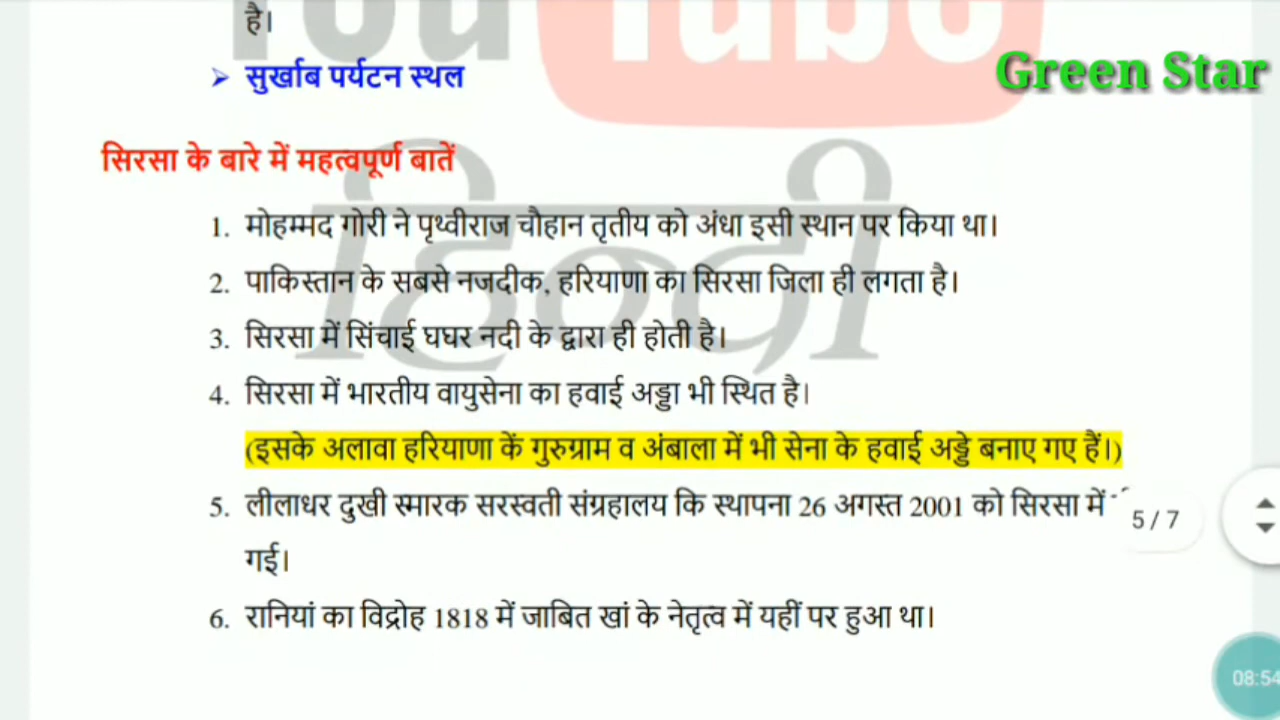 है।
YouTube
Green Star
➢ सुर्खाब पर्यटन स्थल
सिरसा के बारे में महत्वपूर्ण बातें
हिन्दी
1. मोहम्मद गोरी ने पृथ्वीराज चौहान तृतीय को अंधा इसी स्थान पर किया था।
2. पाकिस्तान के सबसे नजदीक, हरियाणा का सिरसा जिला ही लगता है।
3. सिरसा में सिंचाई घघर नदी के द्वारा ही होती है।
4. सिरसा में भारतीय वायुसेना का हवाई अड्डा भी स्थित है।
(इसके अलावा हरियाणा कें गुरुग्राम व अंबाला में भी सेना के हवाई अड्डे बनाए गए हैं।)
5. लीलाधर दुखी स्मारक सरस्वती संग्रहालय कि स्थापना 26 अगस्त 2001 को सिरसा में
5 / 7
गई।
6. रानियां का विद्रोह 1818 में जाबित खां के नेतृत्व में यहीं पर हुआ था।
08:54